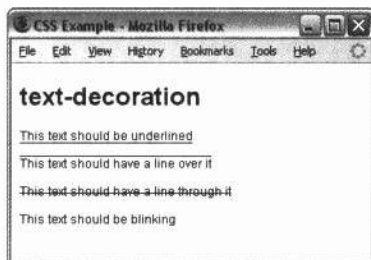 CSS Example - Mozilla Firefox
File Edit View History Bookmarks Tools Help
text-decoration
This text should be underlined
This text should have a line over it
This text should have a line through it
This text should be blinking